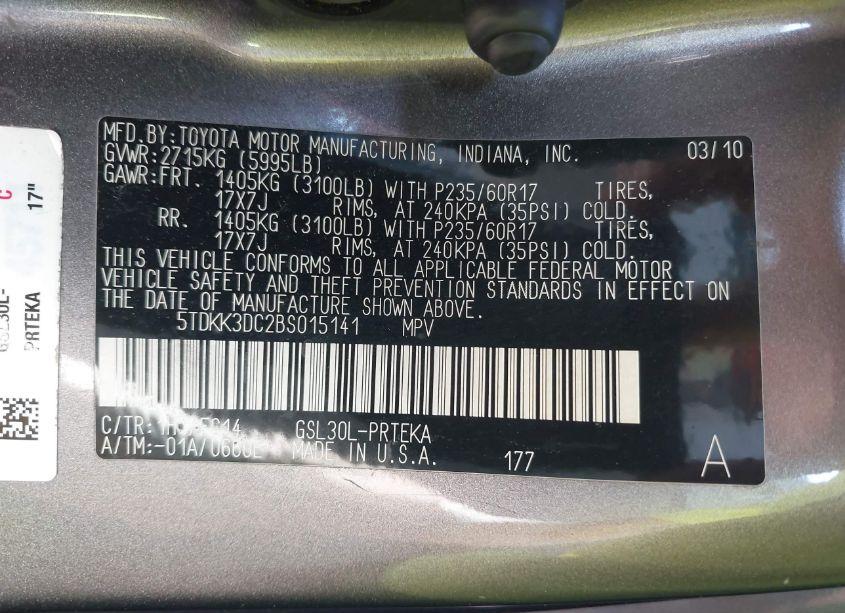 MFD.BY:TOYOTA MOTOR MANUFACTURING, INDIANA, INC. 03/10
GVWR:2715KG (5995LB)
GAWR:FRT. 1405KG (3100LB) WITH P235/60R17 TIRES,
17X7J RIMS, AT 240KPA (35PSI) COLD.
RR. 1405KG (3100LB) WITH P235/60R17 TIRES,
17X7J RIMS, AT 240KPA (35PSI) COLD.
THIS VEHICLE CONFORMS TO ALL APPLICABLE FEDERAL MOTOR
VEHICLE SAFETY AND THEFT PREVENTION STANDARDS IN EFFECT ON
THE DATE OF MANUFACTURE SHOWN ABOVE.
5TDKK3DC2BS015141 MPV
C/TR: GSL30L-PRTEKA
A/TM:-01A/ MADE IN U.S.A. 177 A
C
17"
GSL30L-
PRTEKA